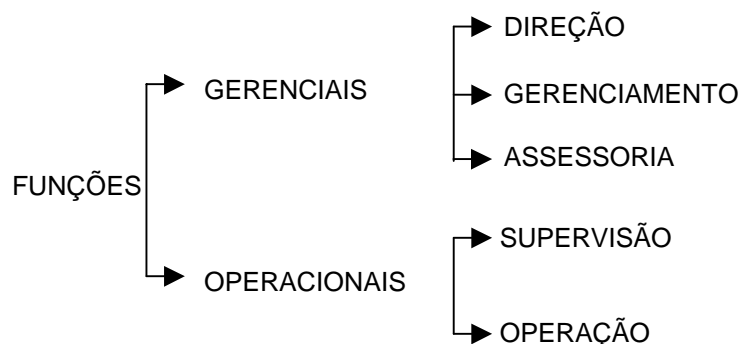 DIREÇÃO
GERENCIAIS
GERENCIAMENTO
ASSESSORIA
FUNÇÕES
SUPERVISÃO
OPERACIONAIS
OPERAÇÃO